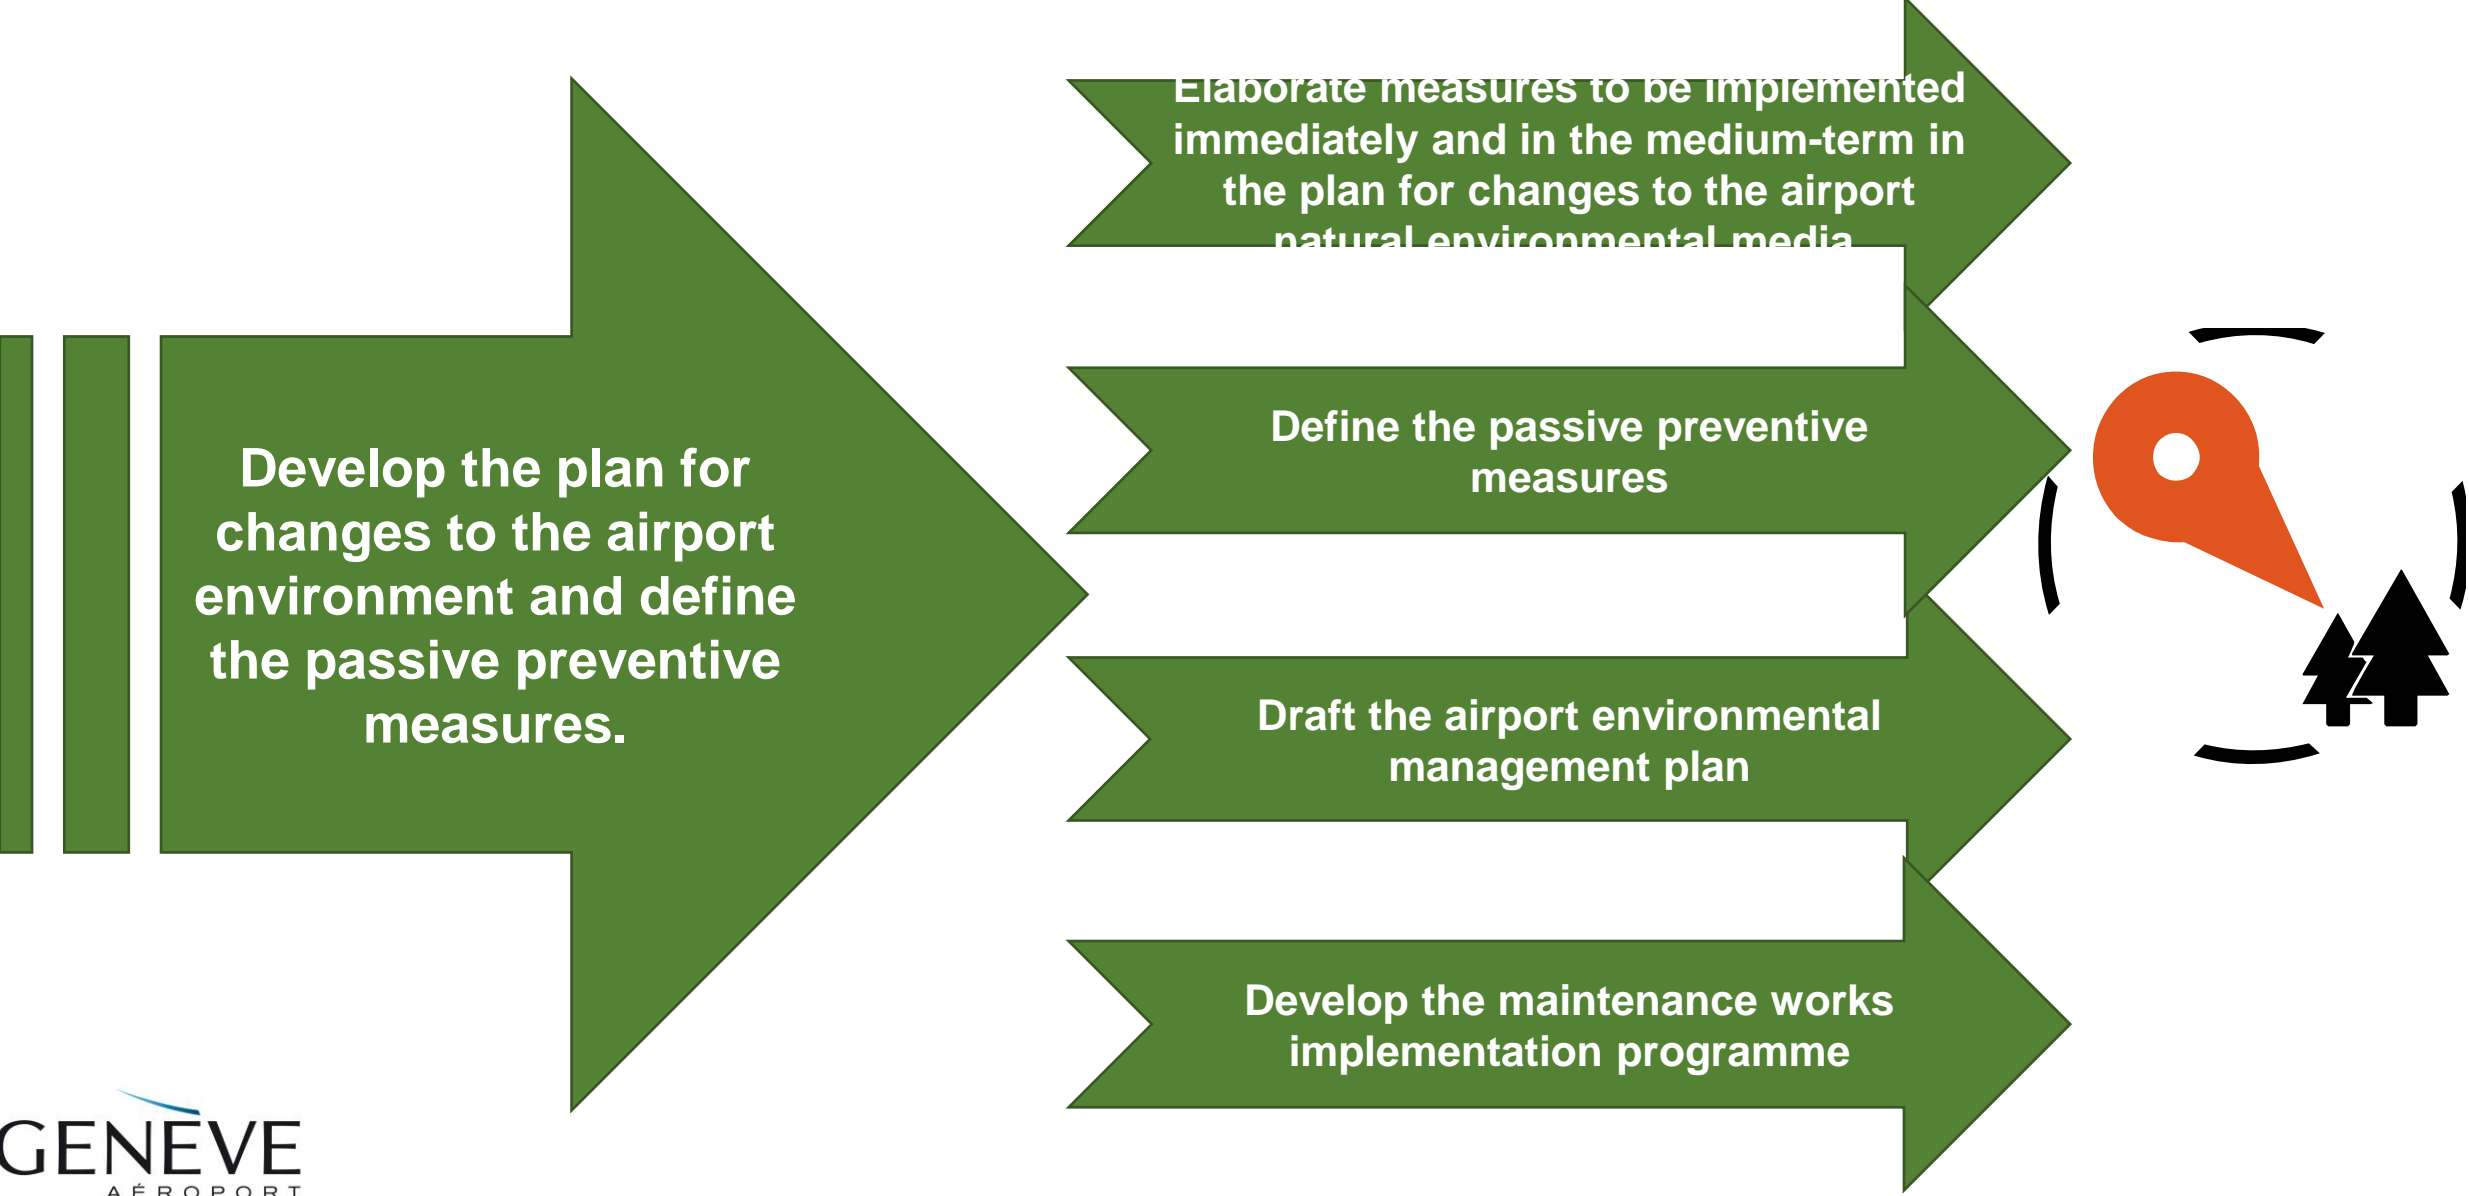 Develop the plan for
changes to the airport
environment and define
the passive preventive
measures.
Elaborate measures to be implemented
immediately and in the medium-term in
the plan for changes to the airport
natural environmental media
Define the passive preventive
measures
Draft the airport environmental
management plan
Develop the maintenance works
implementation programme
GENEVE
AÉROPORT